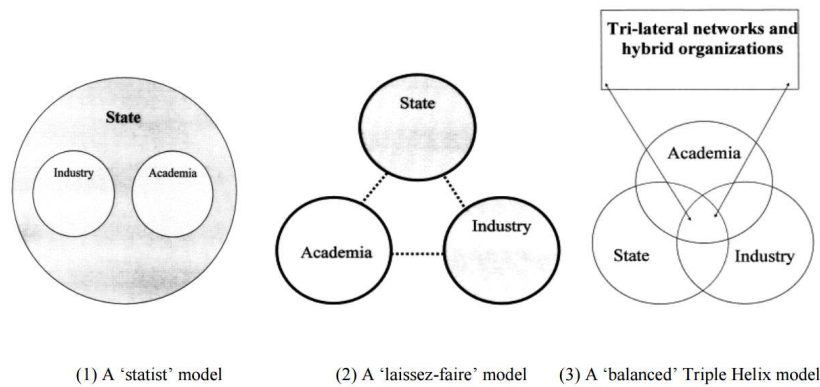 State
Industry
Academia
State
Academia
Industry
Tri-lateral networks and
hybrid organizations
Academia
State
Industry
(1) A ‘statist’ model
(2) A ‘laissez-faire’ model
(3) A ‘balanced’ Triple Helix model